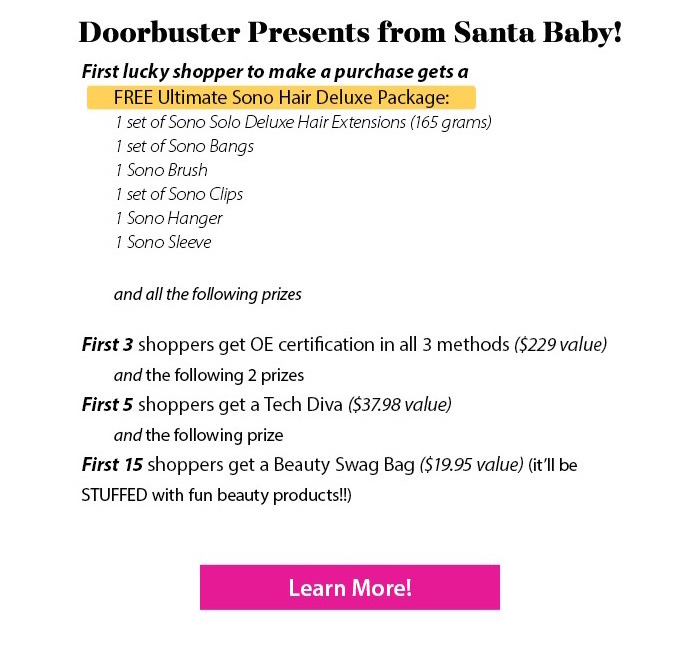 Doorbuster Presents from Santa Baby!
First lucky shopper to make a purchase gets a
FREE Ultimate Sono Hair Deluxe Package:
1 set of Sono Solo Deluxe Hair Extensions (165 grams)
1 set of Sono Bangs
1 Sono Brush
1 set of Sono Clips
1 Sono Hanger
1 Sono Sleeve
and all the following prizes
First 3 shoppers get OE certification in all 3 methods ($229 value)
and the following 2 prizes
First 5 shoppers get a Tech Diva ($37.98 value)
and the following prize
First 15 shoppers get a Beauty Swag Bag ($19.95 value) (it’ll be
STUFFED with fun beauty products!!)
Learn More!